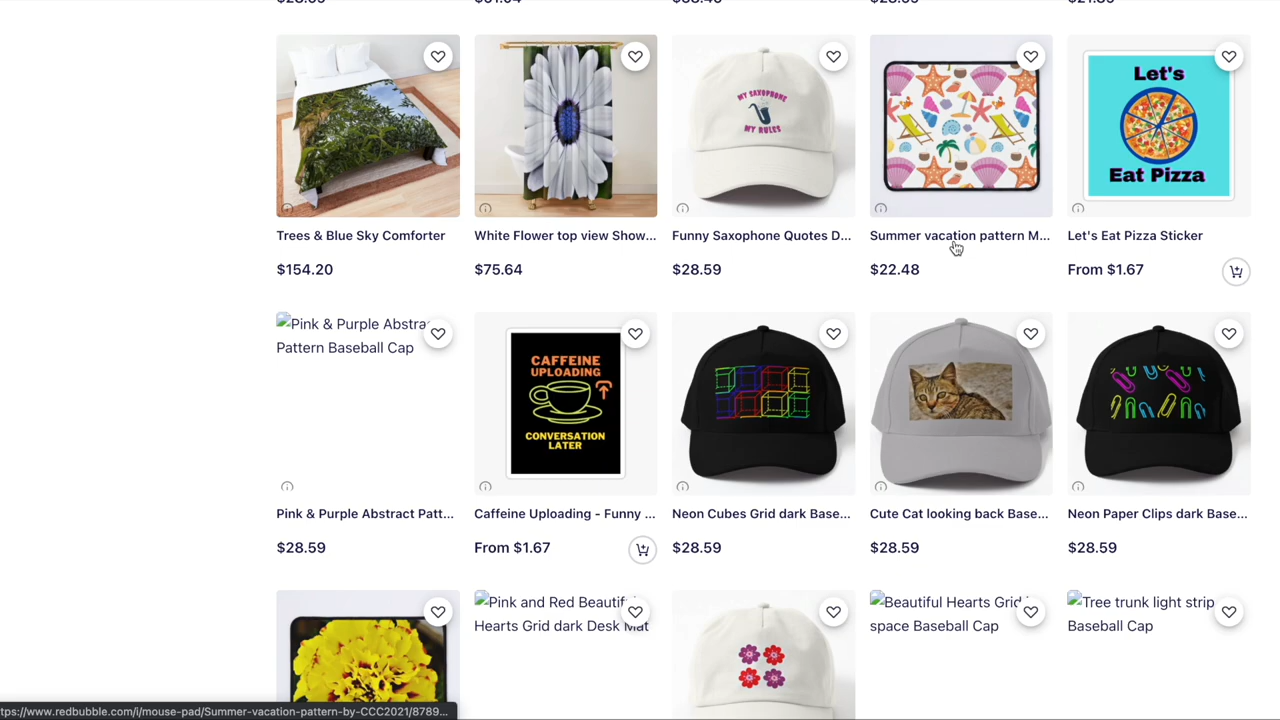 MY SAXOPHONE
MY RULES
Let's
Eat Pizza
Trees & Blue Sky Comforter
White Flower top view Show...
Funny Saxophone Quotes D...
Summer vacation pattern M...
Let's Eat Pizza Sticker
$154.20
$75.64
$28.59
$22.48
From $1.67
Pink & Purple Abstra
Pattern Baseball Cap
CAFFEINE
UPLOADING
CONVERSATION
LATER
Pink & Purple Abstract Patt...
Caffeine Uploading - Funny ...
Neon Cubes Grid dark Base...
Cute Cat looking back Base...
Neon Paper Clips dark Base...
$28.59
From $1.67
$28.59
$28.59
$28.59
Pink and Red Beautif
Hearts Grid dark Desk Mat
Beautiful Hearts Grid
space Baseball Cap
Tree trunk light strip
Baseball Cap
ttps://www.redbubble.com/i/mouse-pad/Summer-vacation-pattern-by-CCC2021/8789...